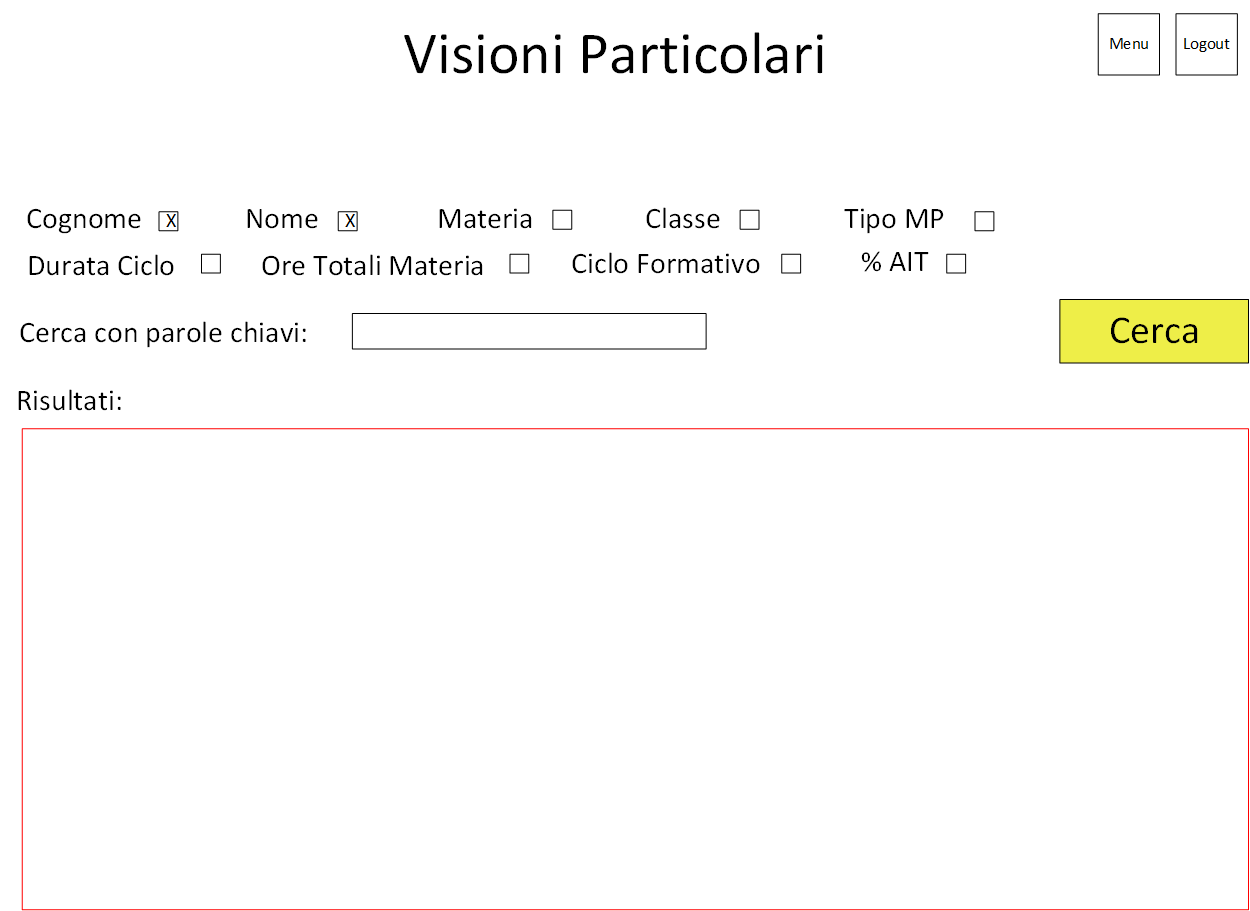 Visioni Particolari
Menu Logout
Cognome X Nome X Materia Classe Tipo MP
Durata Ciclo Ore Totali Materia Ciclo Formativo % AIT
Cerca con parole chiavi: Cerca
Risultati: